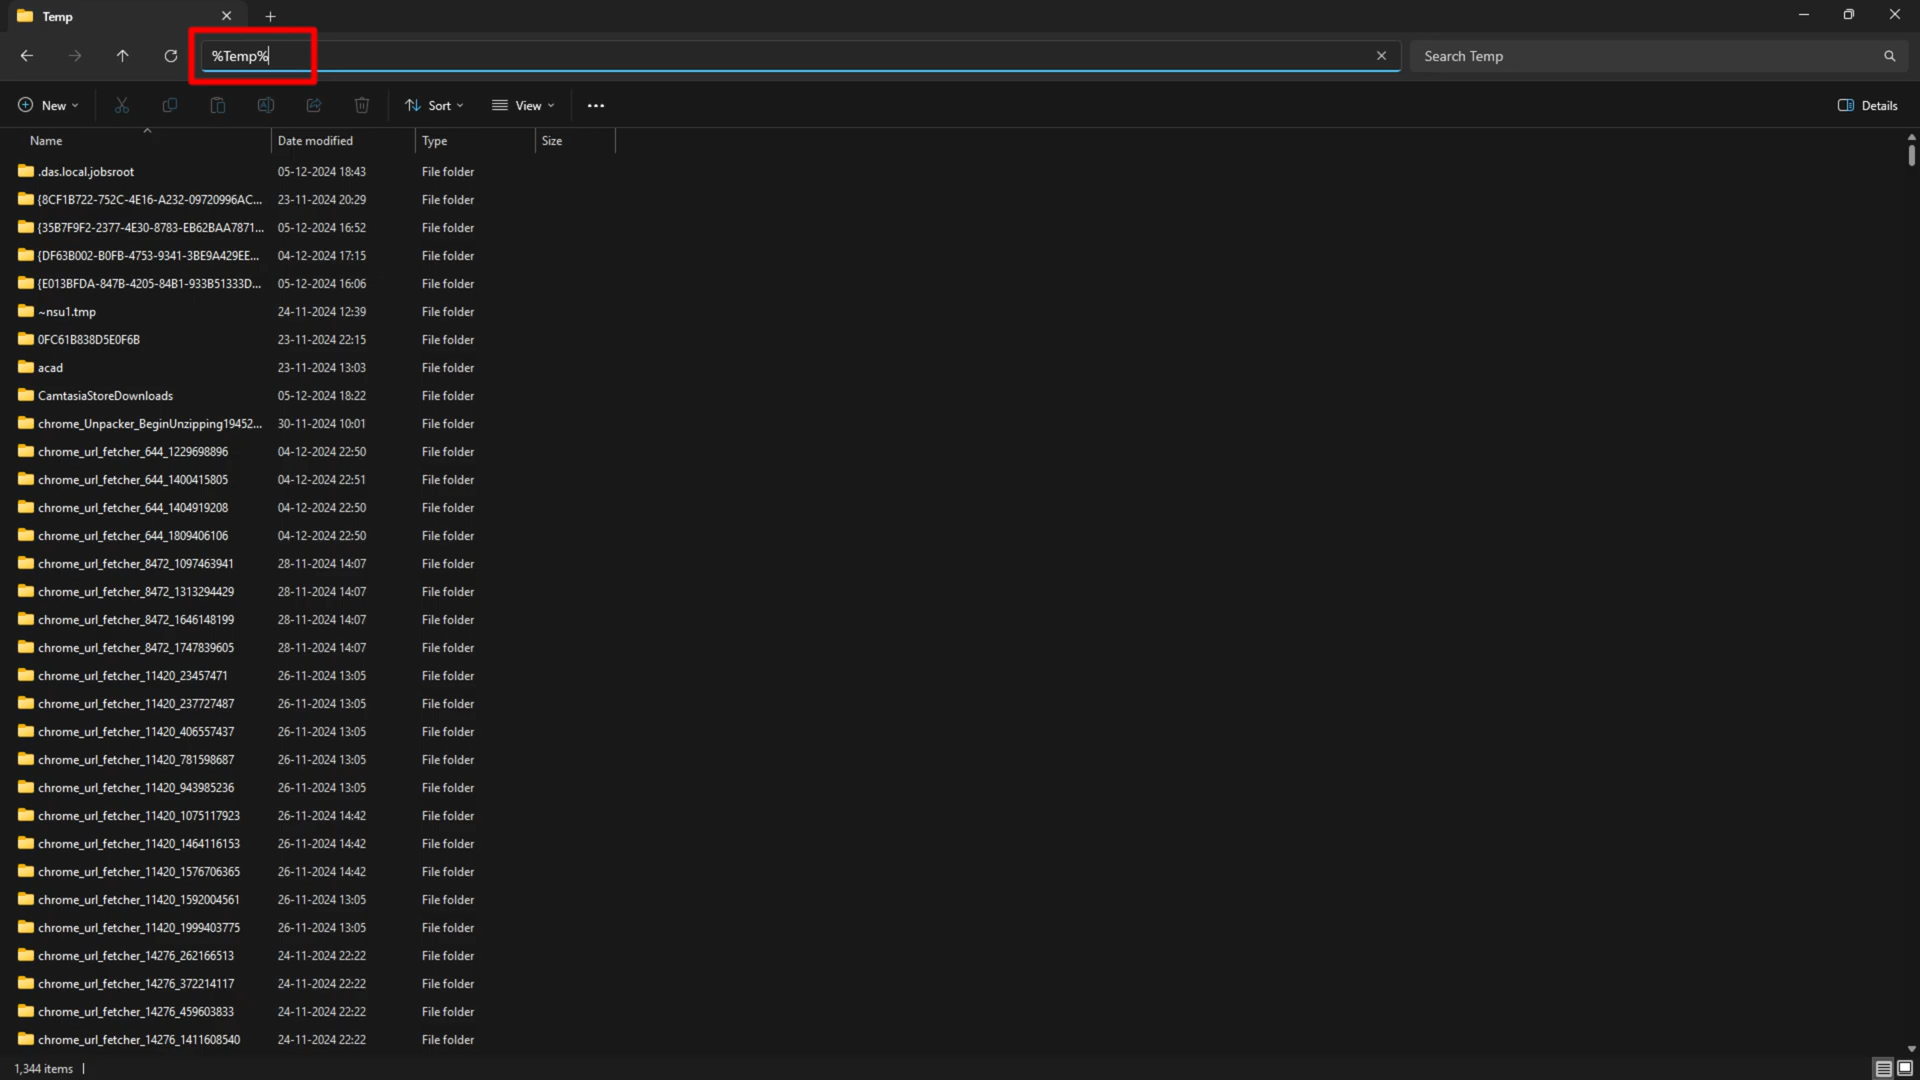 Temp
%Temp%
Search Temp
New
Sort
View
Details
Name Date modified Type Size
.das.local.jobsroot 05-12-2024 18:43 File folder
{8CF1B722-752C-4E16-A232-09720996AC... 23-11-2024 20:29 File folder
{35B7F9F2-2377-4E30-8783-EB62BAA7871... 05-12-2024 16:52 File folder
{DF63B002-B0FB-4753-9341-3BE9A429EE... 04-12-2024 17:15 File folder
{E013BFDA-847B-4205-84B1-933B51333D... 05-12-2024 16:06 File folder
~nsu1.tmp 24-11-2024 12:39 File folder
0FC61B838D5E0F6B 23-11-2024 22:15 File folder
acad 23-11-2024 13:03 File folder
CamtasiaStoreDownloads 05-12-2024 18:22 File folder
chrome_Unpacker_BeginUnzipping19452... 30-11-2024 10:01 File folder
chrome_url_fetcher_644_1229698896 04-12-2024 22:50 File folder
chrome_url_fetcher_644_1400415805 04-12-2024 22:51 File folder
chrome_url_fetcher_644_1404919208 04-12-2024 22:50 File folder
chrome_url_fetcher_644_1809406106 04-12-2024 22:50 File folder
chrome_url_fetcher_8472_1097463941 28-11-2024 14:07 File folder
chrome_url_fetcher_8472_1313294429 28-11-2024 14:07 File folder
chrome_url_fetcher_8472_1646148199 28-11-2024 14:07 File folder
chrome_url_fetcher_8472_1747839605 28-11-2024 14:07 File folder
chrome_url_fetcher_11420_23457471 26-11-2024 13:05 File folder
chrome_url_fetcher_11420_237727487 26-11-2024 13:05 File folder
chrome_url_fetcher_11420_406557437 26-11-2024 13:05 File folder
chrome_url_fetcher_11420_781598687 26-11-2024 13:05 File folder
chrome_url_fetcher_11420_943985236 26-11-2024 13:05 File folder
chrome_url_fetcher_11420_1075117923 26-11-2024 14:42 File folder
chrome_url_fetcher_11420_1464116153 26-11-2024 14:42 File folder
chrome_url_fetcher_11420_1576706365 26-11-2024 14:42 File folder
chrome_url_fetcher_11420_1592004561 26-11-2024 13:05 File folder
chrome_url_fetcher_11420_1999403775 26-11-2024 13:05 File folder
chrome_url_fetcher_14276_262166513 24-11-2024 22:22 File folder
chrome_url_fetcher_14276_372214117 24-11-2024 22:22 File folder
chrome_url_fetcher_14276_459603833 24-11-2024 22:22 File folder
chrome_url_fetcher_14276_1411608540 24-11-2024 22:22 File folder
1,344 items